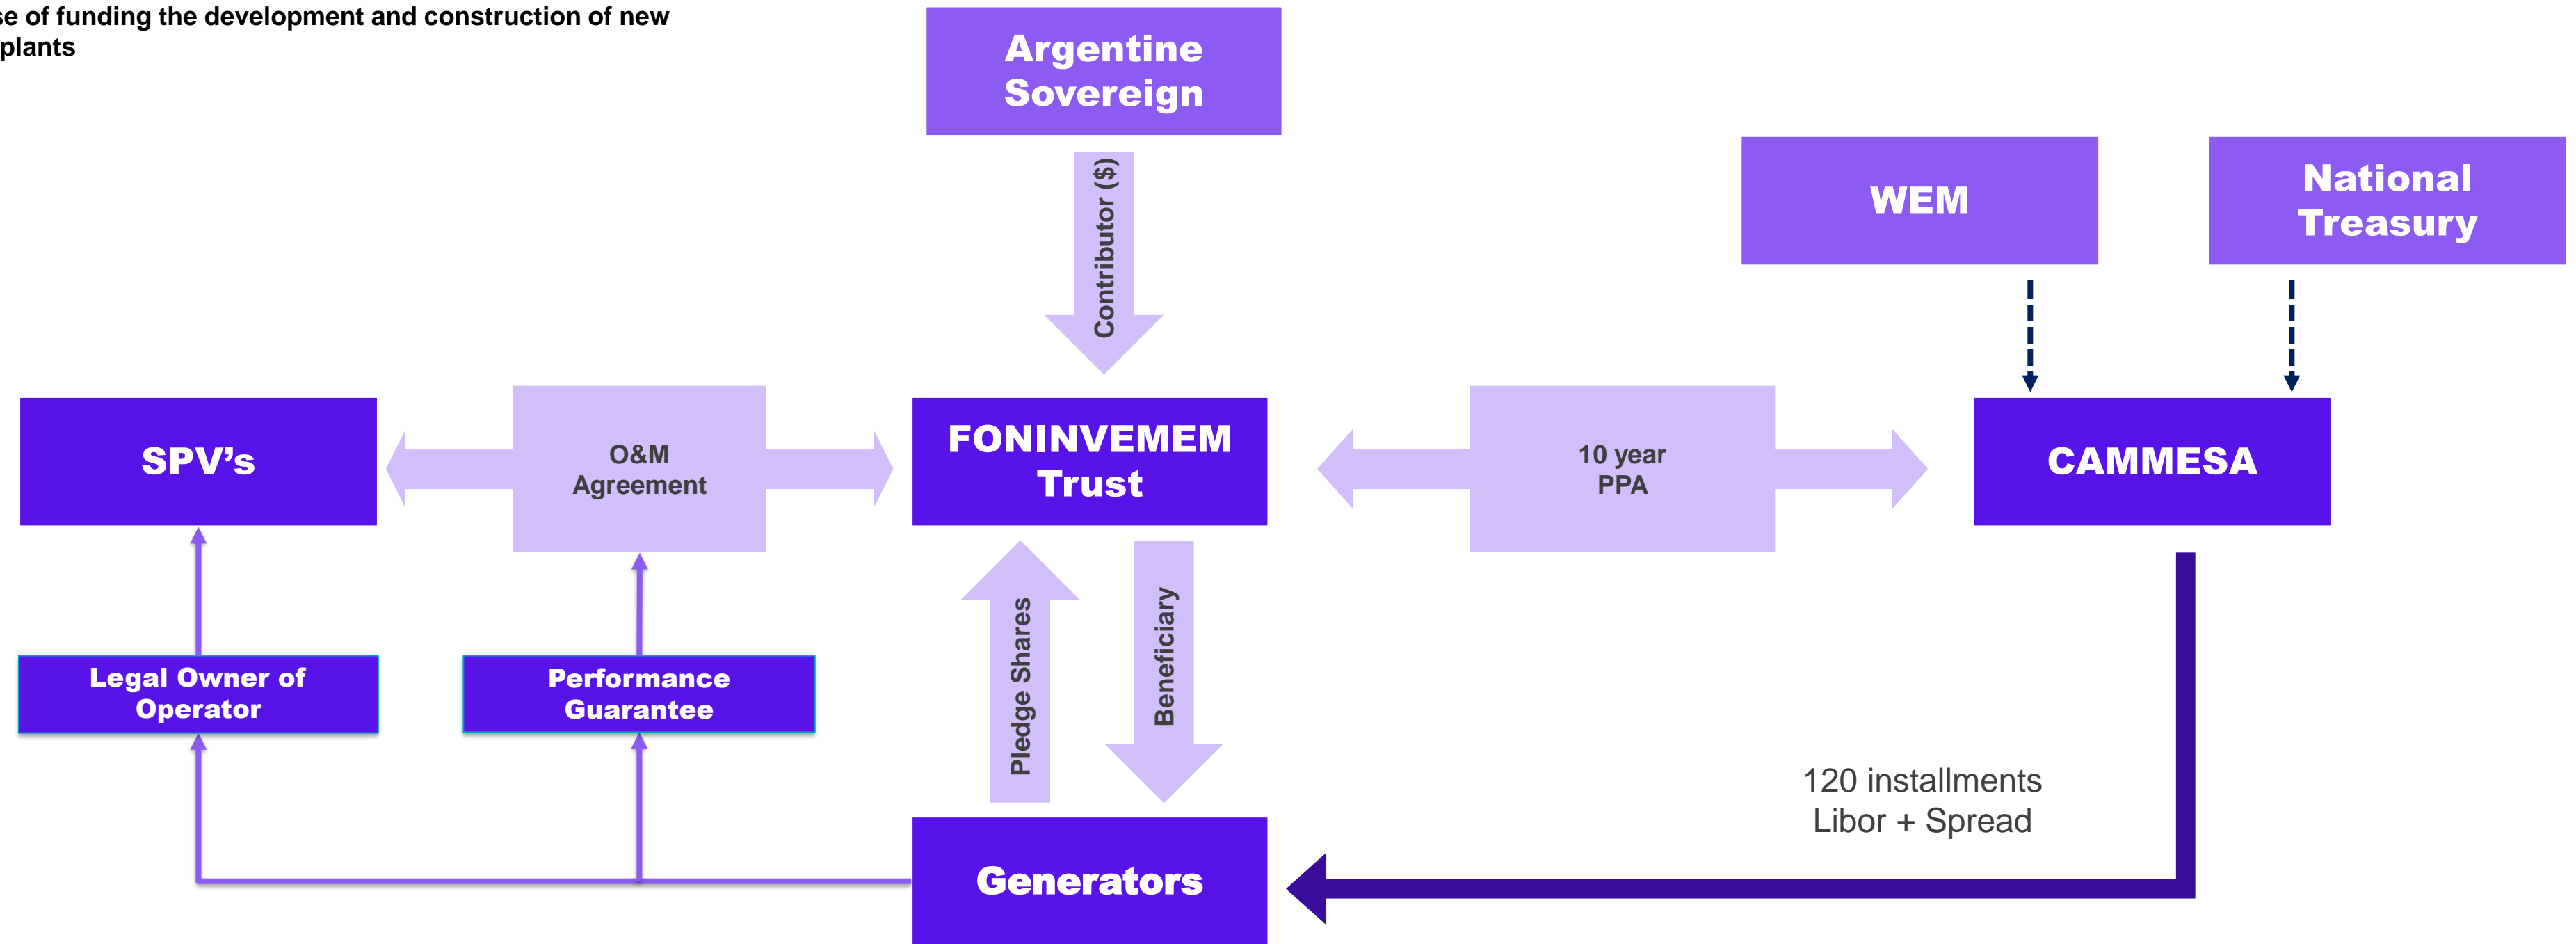 se of funding the development and construction of new
plants
Argentine
Sovereign
Contributor ($)
WEM
National
Treasury
SPV's
O&M
Agreement
FONINVEMEM
Trust
10 year
PPA
CAMMESA
Legal Owner of
Operator
Performance
Guarantee
Pledge Shares
Beneficiary
120 installments
Libor + Spread
Generators